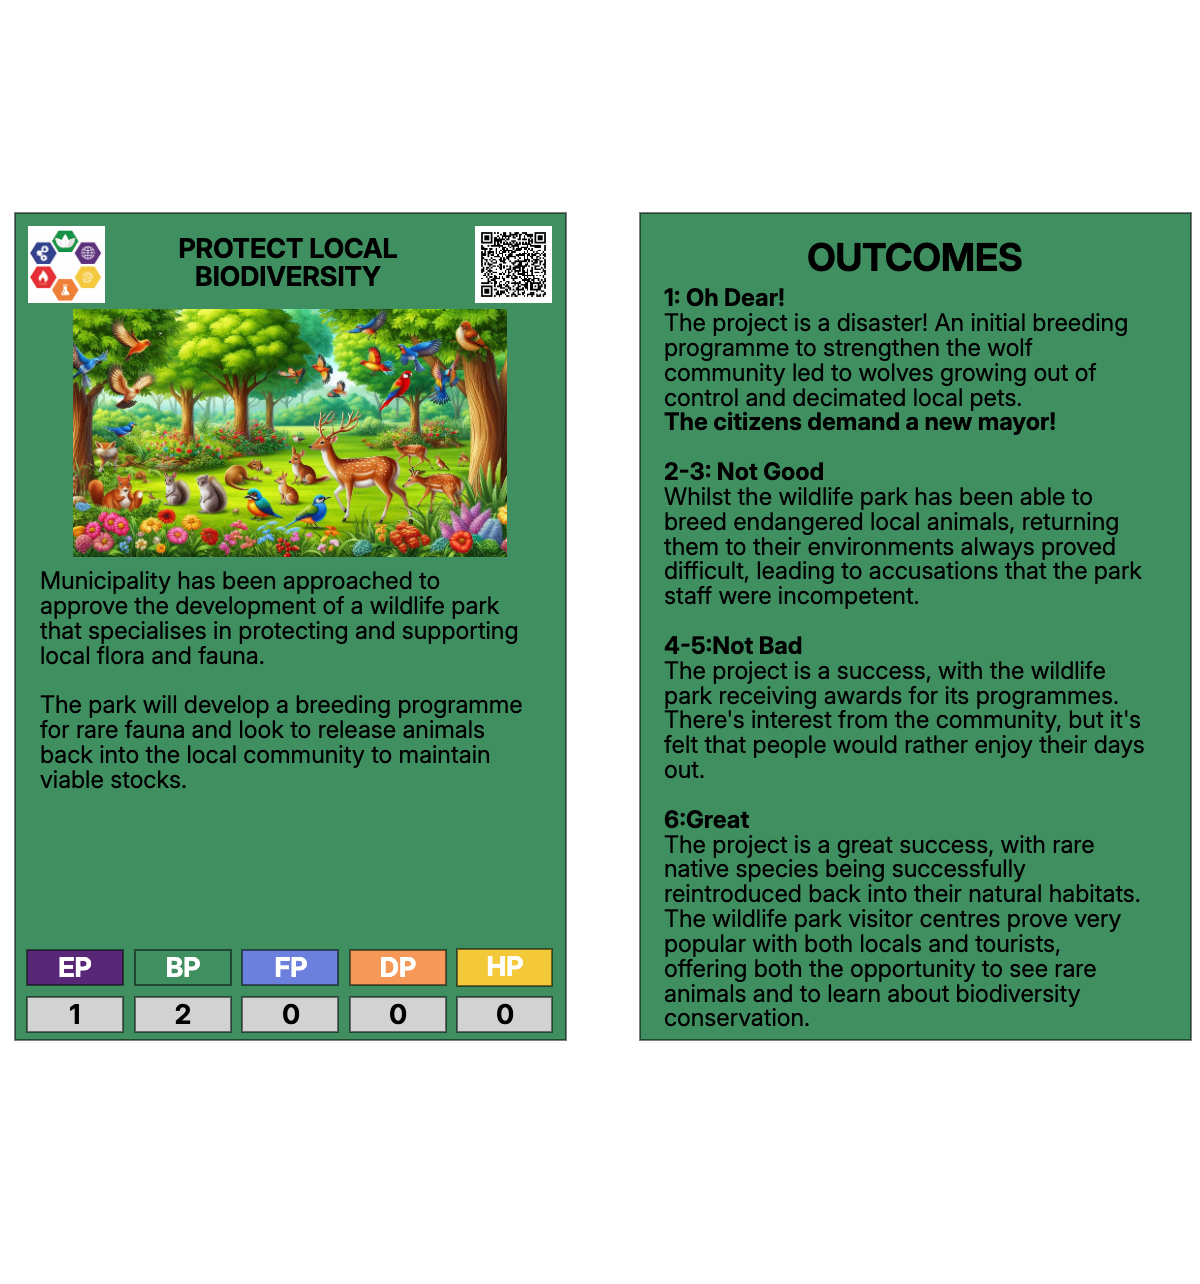 PROTECT LOCAL
BIODIVERSITY
Municipality has been approached to
approve the development of a wildlife park
that specialises in protecting and supporting
local flora and fauna.
The park will develop a breeding programme
for rare fauna and look to release animals
back into the local community to maintain
viable stocks.
EP BP FP DP HP
1 2 0 0 0
OUTCOMES
1: Oh Dear!
The project is a disaster! An initial breeding
programme to strengthen the wolf
community led to wolves growing out of
control and decimated local pets.
The citizens demand a new mayor!
2-3: Not Good
Whilst the wildlife park has been able to
breed endangered local animals, returning
them to their environments always proved
difficult, leading to accusations that the park
staff were incompetent.
4-5:Not Bad
The project is a success, with the wildlife
park receiving awards for its programmes.
There's interest from the community, but it's
felt that people would rather enjoy their days
out.
6:Great
The project is a great success, with rare
native species being successfully
reintroduced back into their natural habitats.
The wildlife park visitor centres prove very
popular with both locals and tourists,
offering both the opportunity to see rare
animals and to learn about biodiversity
conservation.